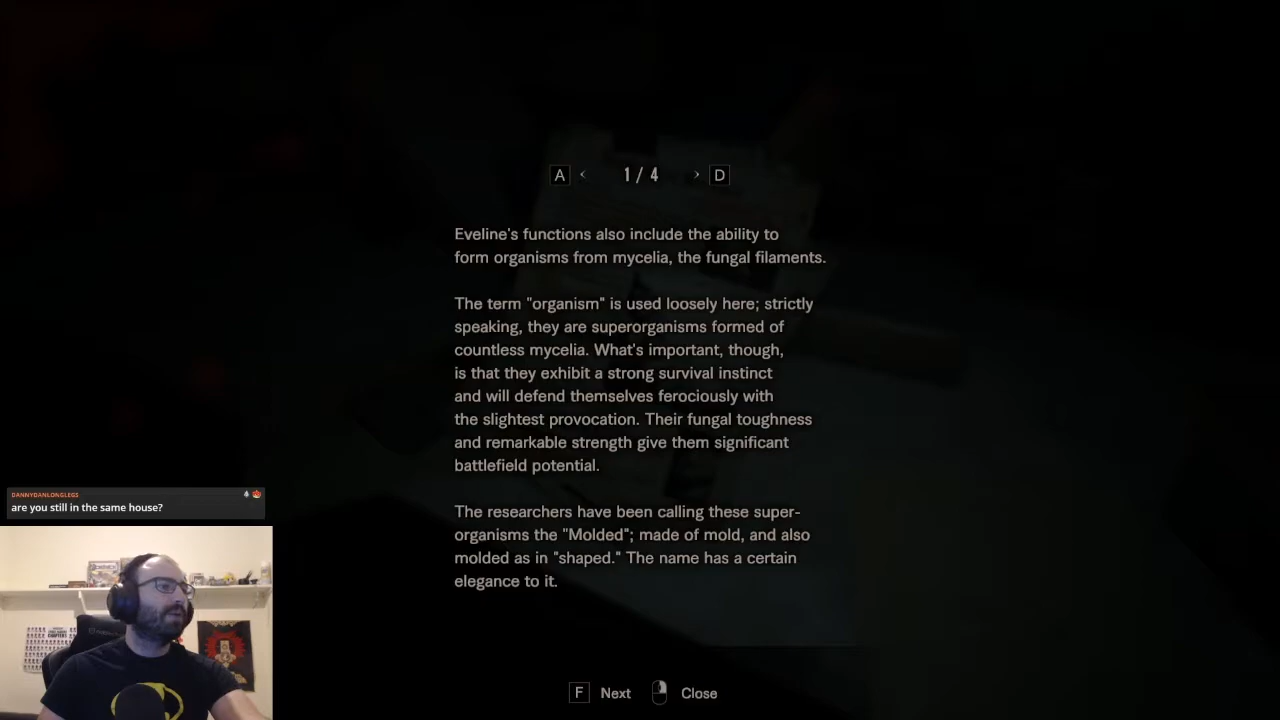 A < 1 / 4 > D
Eveline's functions also include the ability to
form organisms from mycelia, the fungal filaments.
The term "organism" is used loosely here; strictly
speaking, they are superorganisms formed of
countless mycelia. What's important, though,
is that they exhibit a strong survival instinct
and will defend themselves ferociously with
the slightest provocation. Their fungal toughness
and remarkable strength give them significant
battlefield potential.
The researchers have been calling these super-
organisms the "Molded"; made of mold, and also
molded as in "shaped." The name has a certain
elegance to it.
DANNYDANLONGLEGS
are you still in the same house?
F Next Close